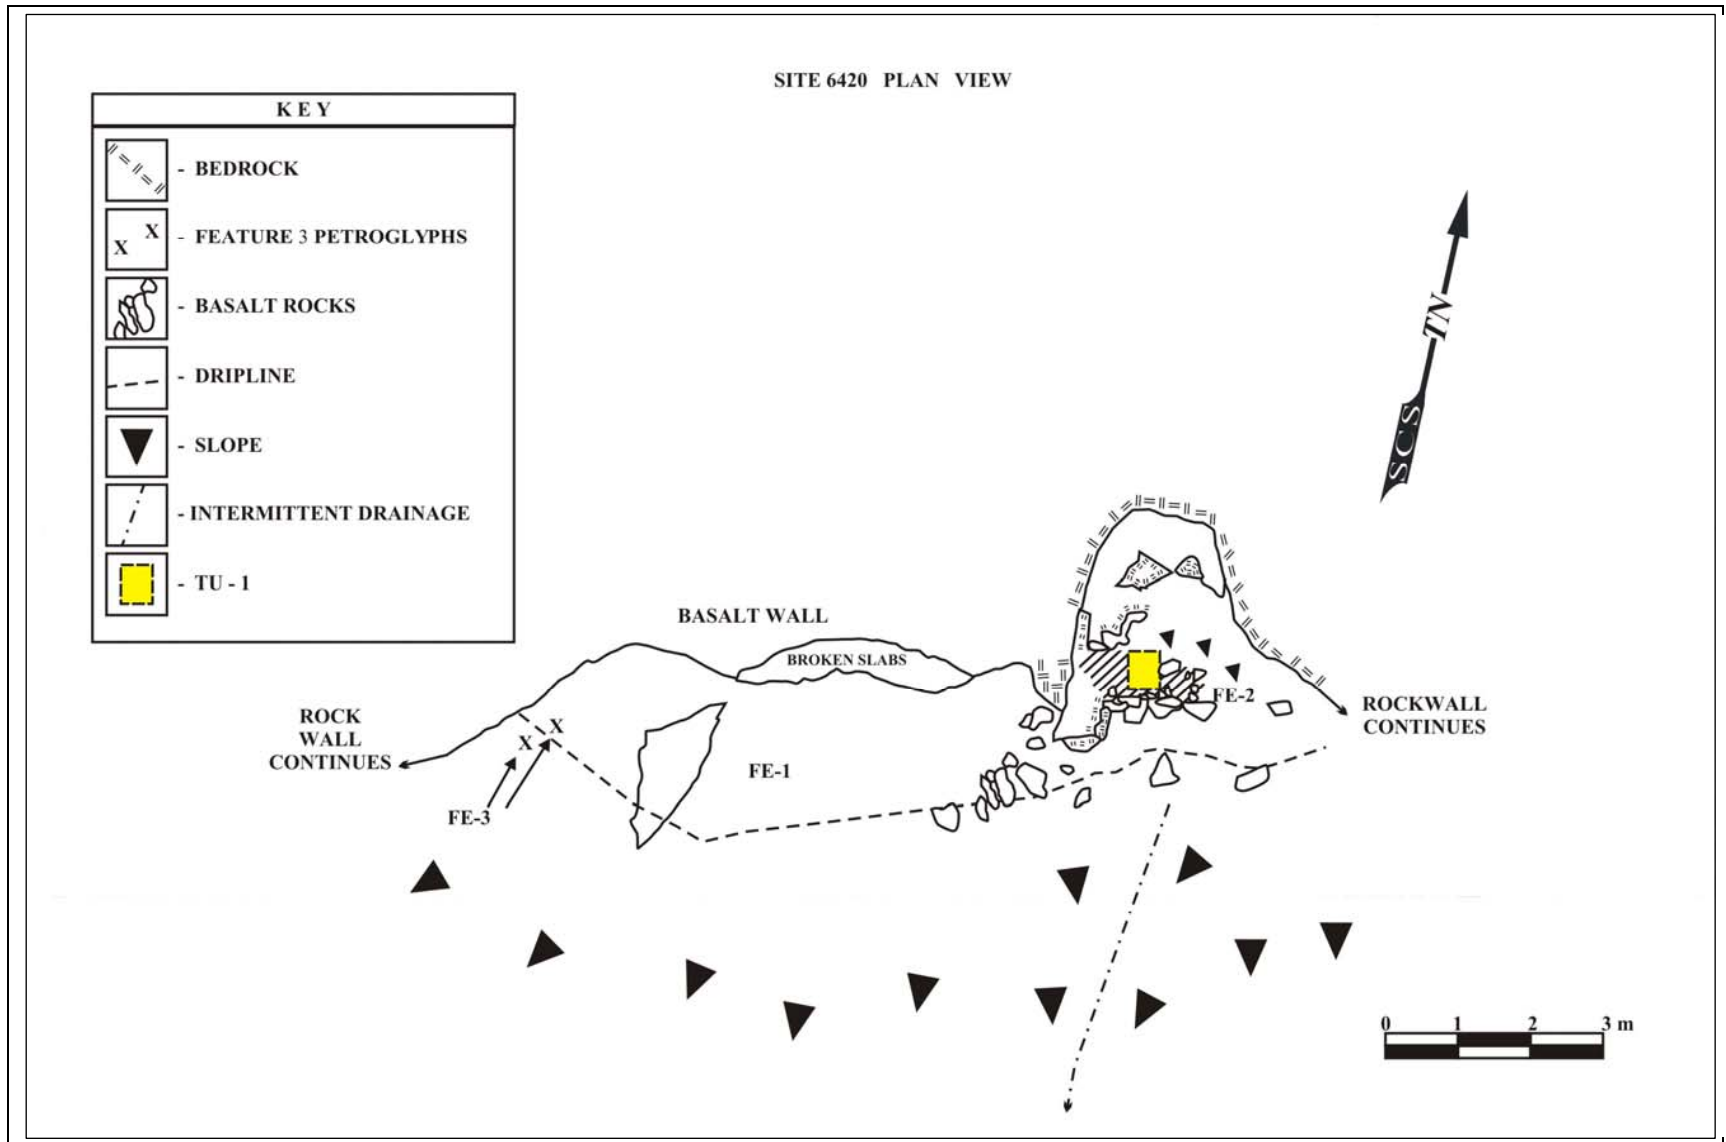 SITE 6420 PLAN VIEW
KEY
- BEDROCK
X X - FEATURE 3 PETROGLYPHS
- BASALT ROCKS
- DRIPLINE
- SLOPE
- INTERMITTENT DRAINAGE
- TU - 1
TN
SCS
BASALT WALL
BROKEN SLABS
FE-2
ROCK
WALL
CONTINUES
ROCKWALL
CONTINUES
X X
FE-1
FE-3
0 1 2 3 m